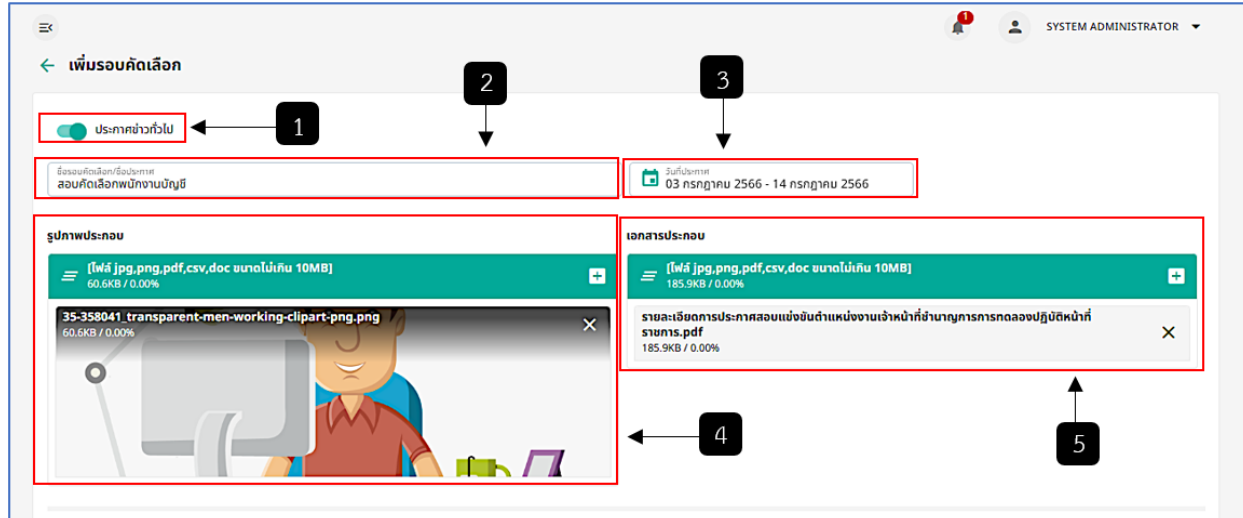 1
SYSTEM ADMINISTRATOR
เพิ่มรอบคัดเลือก
2
3
ประกาศข่าวทั่วไป
1
ชื่อรอบคัดเลือก/ชื่อประกาศ
สอบคัดเลือกพนักงานบัญชี
วันที่ประกาศ
03 กรกฎาคม 2566 - 14 กรกฎาคม 2566
รูปภาพประกอบ
[ไฟล์ jpg,png,pdf,csv,doc ขนาดไม่เกิน 10MB]
60.6KB / 0.00%
35-358041_transparent-men-working-clipart-png.png
60.6KB / 0.00%
เอกสารประกอบ
[ไฟล์ jpg,png,pdf,csv,doc ขนาดไม่เกิน 10MB]
185.9KB / 0.00%
รายละเอียดการประกาศสอบแข่งขันตำแหน่งงานเจ้าหน้าที่ชำนาญการการทดลองปฏิบัติหน้าที่
ราชการ.pdf
185.9KB / 0.00%
4
5